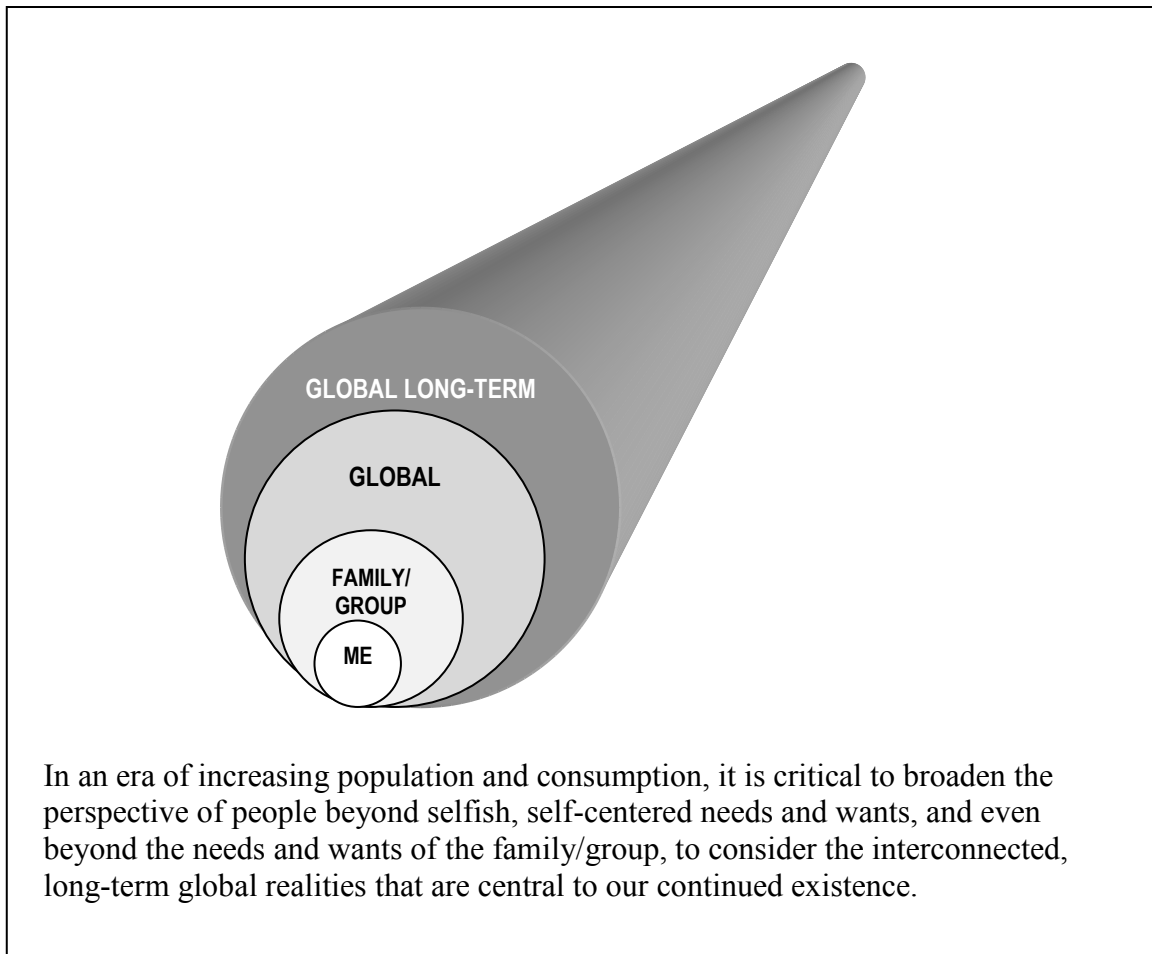 GLOBAL LONG-TERM
GLOBAL
FAMILY/
GROUP
ME
In an era of increasing population and consumption, it is critical to broaden the
perspective of people beyond selfish, self-centered needs and wants, and even
beyond the needs and wants of the family/group, to consider the interconnected,
long-term global realities that are central to our continued existence.